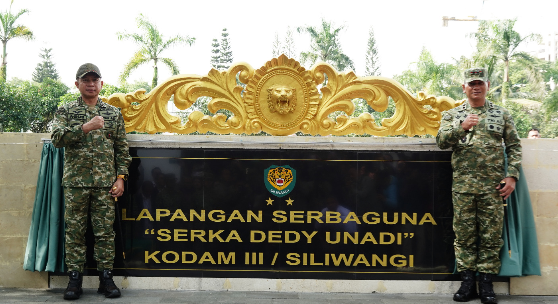 LAPANGAN SERBAGUNA
“SERKA DEDY UNADI”
KODAM III / SILIWANGI